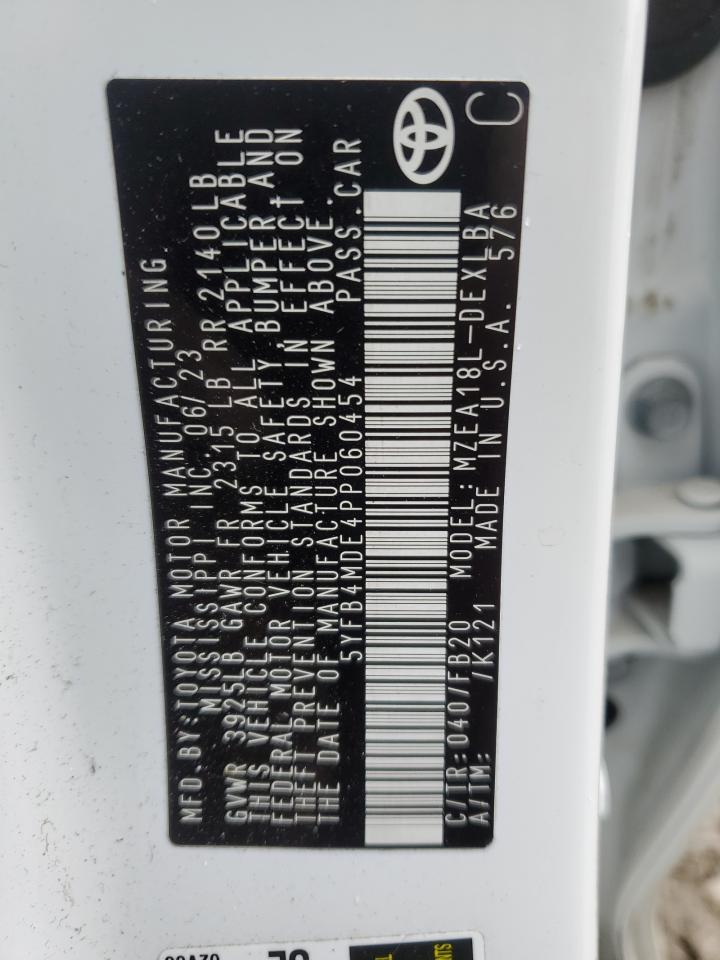 MFD.BY:TOYOTA MOTOR MANUFACTURING,
MISSISSIPPI INC. 06/23
GVWR 3925LB GAWR FR 2315 LB RR 2140LB
THIS VEHICLE CONFORMS TO ALL APPLICABLE
FEDERAL MOTOR VEHICLE SAFETY, BUMPER AND
THEFT PREVENTION STANDARDS IN EFFECT ON
THE DATE OF MANUFACTURE SHOWN ABOVE.
5YFB4MDE4PP060454 PASS.CAR
C/TR:040/FB20 MODEL:MZEA18L-DEXLBA
A/TM: /K121 MADE IN U.S.A. 576
C